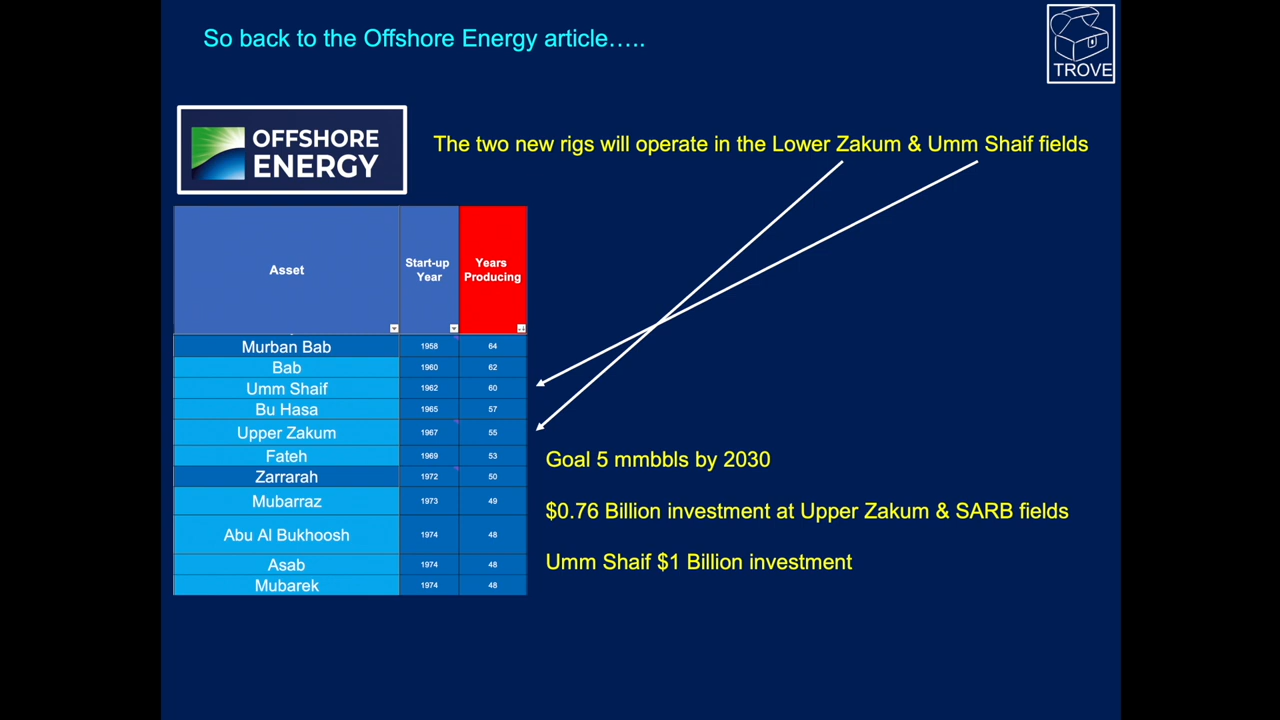 So back to the Offshore Energy article…..
TROVE
OFFSHORE
ENERGY
The two new rigs will operate in the Lower Zakum & Umm Shaif fields
Asset Start-up Year Years Producing
Murban Bab 1958 64
Bab 1960 62
Umm Shaif 1962 60
Bu Hasa 1965 57
Upper Zakum 1967 55
Fateh 1969 53
Zarrarah 1972 50
Mubarraz 1973 49
Abu Al Bukhoosh 1974 48
Asab 1974 48
Mubarek 1974 48
Goal 5 mmbbls by 2030
$0.76 Billion investment at Upper Zakum & SARB fields
Umm Shaif $1 Billion investment